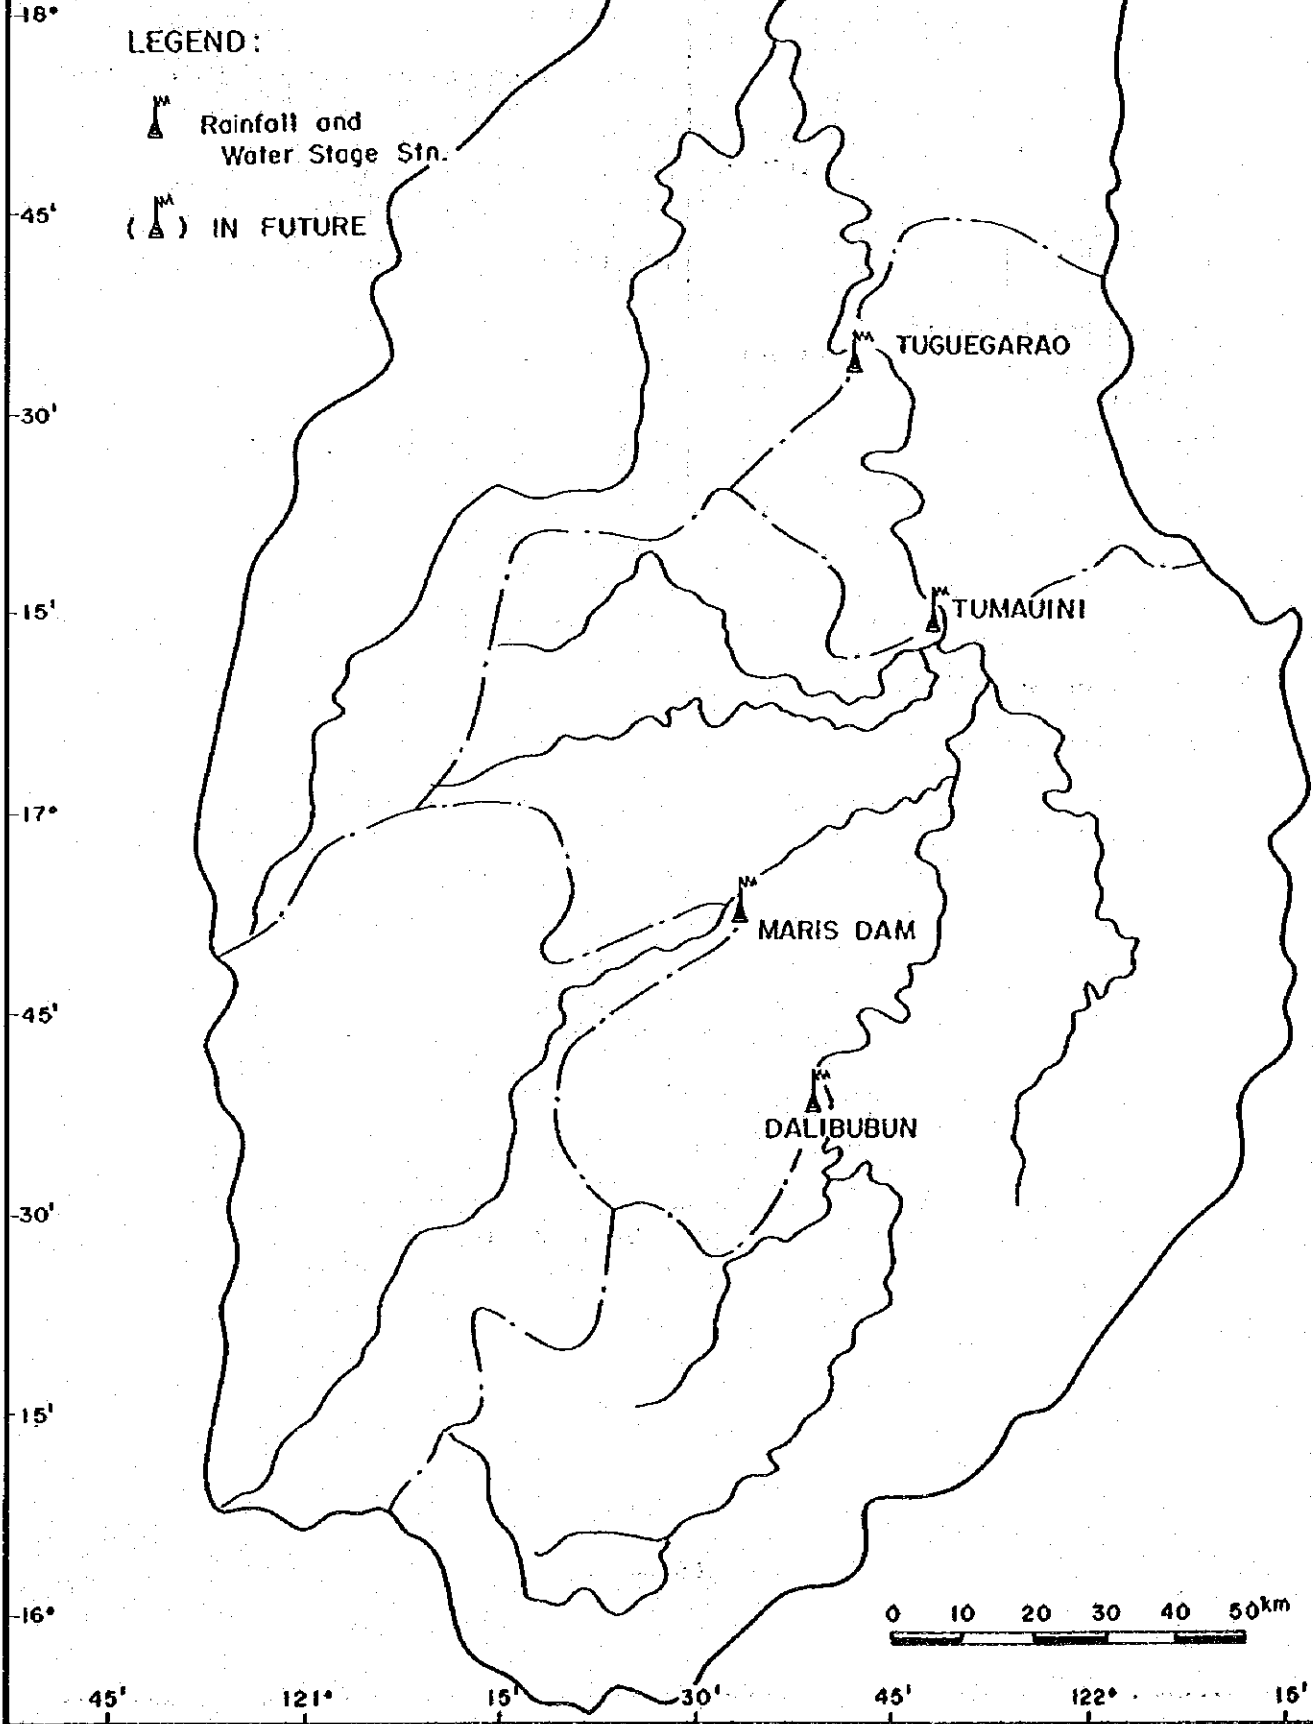 18°
LEGEND:
Rainfall and
Water Stage Stn.
45'
( ) IN FUTURE
TUGUEGARAO
30'
15'
TUMAUINI
17°
MARIS DAM
45'
DALIBUBUN
30'
15'
16°
0 10 20 30 40 50km
45' 121° 15' 30' 45' 122° 15'